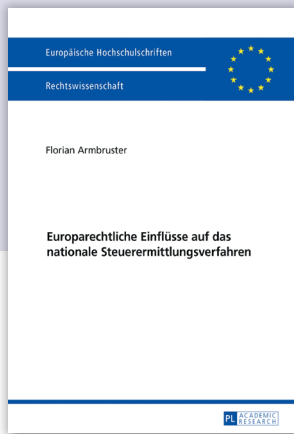 Europäische Hochschulschriften
Rechtswissenschaft
Florian Armbruster
Europarechtliche Einflüsse auf das
nationale Steuerermittlungsverfahren
PL ACADEMIC
RESEARCH